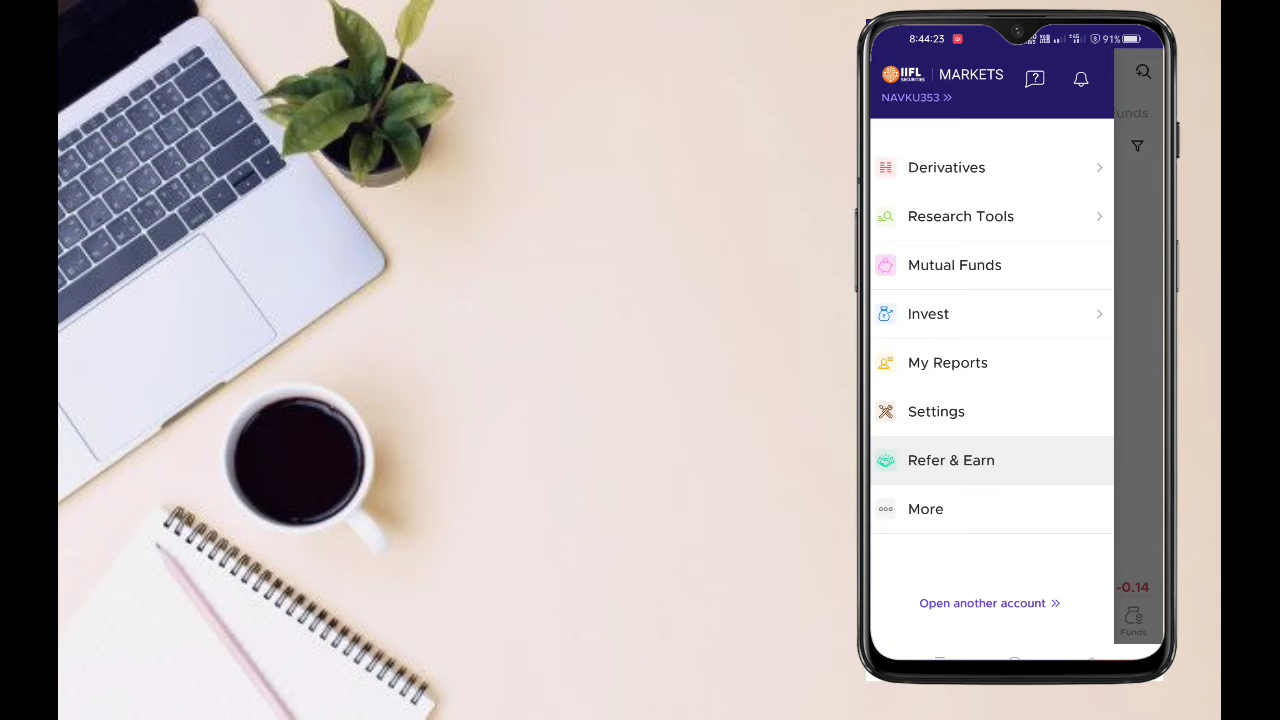 8:44:23
91%
IIFL
SECURITIES
MARKETS
NAVKU353 >>
Funds
Derivatives
Research Tools
Mutual Funds
Invest
My Reports
Settings
Refer & Earn
More
Open another account >>
-0.14
Funds